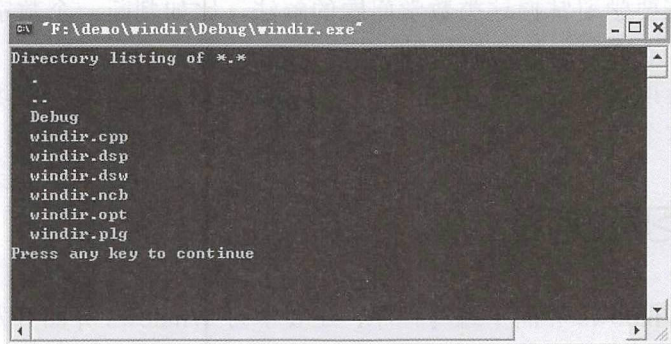 "F:\demo\windir\Debug\windir.exe"
Directory listing of *.*
.
..
Debug
windir.cpp
windir.dsp
windir.dsw
windir.ncb
windir.opt
windir.plg
Press any key to continue